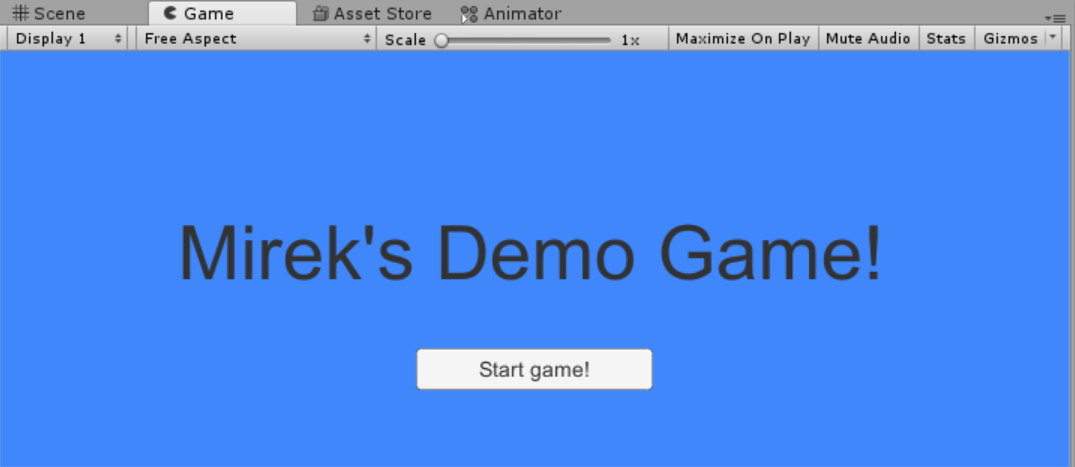 Scene Game Asset Store Animator
Display 1 Free Aspect Scale 1x Maximize On Play Mute Audio Stats Gizmos
Mirek's Demo Game!
Start game!